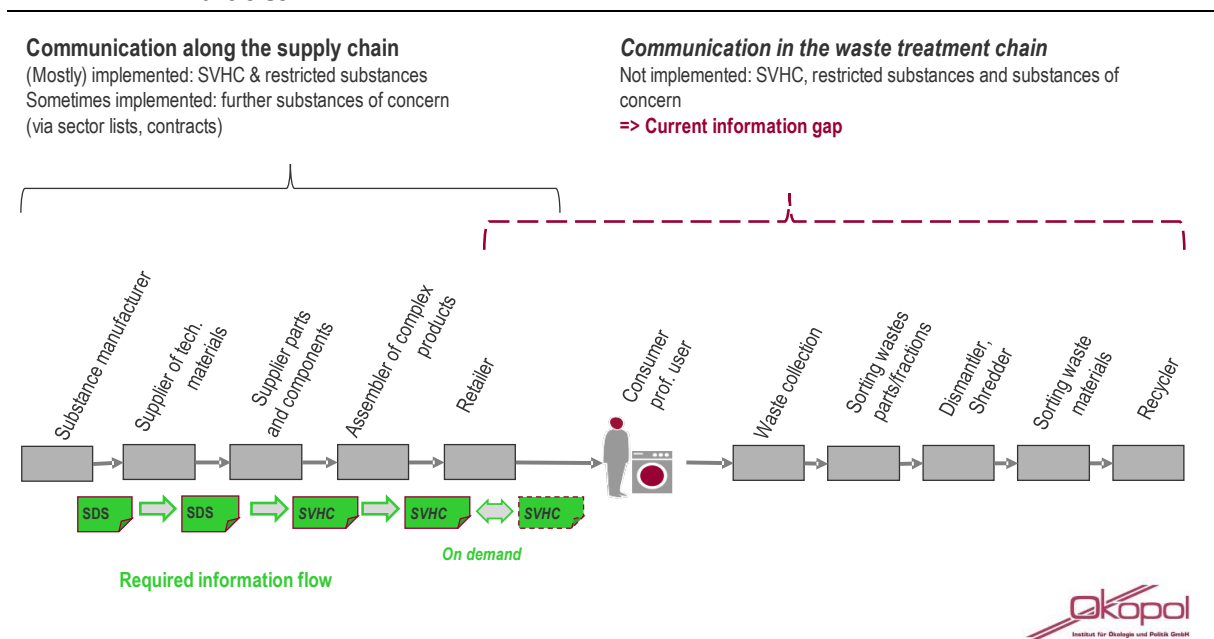 Communication along the supply chain
(Mostly) implemented: SVHC & restricted substances
Sometimes implemented: further substances of concern
(via sector lists, contracts)
Communication in the waste treatment chain
Not implemented: SVHC, restricted substances and substances of
concern
=> Current information gap
Substance manufacturer
Supplier of tech.
materials
Supplier parts
and components
Assembler of complex
products
Retailer
Consumer
prof. user
Waste collection
Sorting wastes
parts/fractions
Dismantler,
Shredder
Sorting waste
materials
Recycler
SDS
SDS
SVHC
SVHC
SVHC
On demand
Required information flow
Ökopol
Institut für Ökologie und Politik GmbH